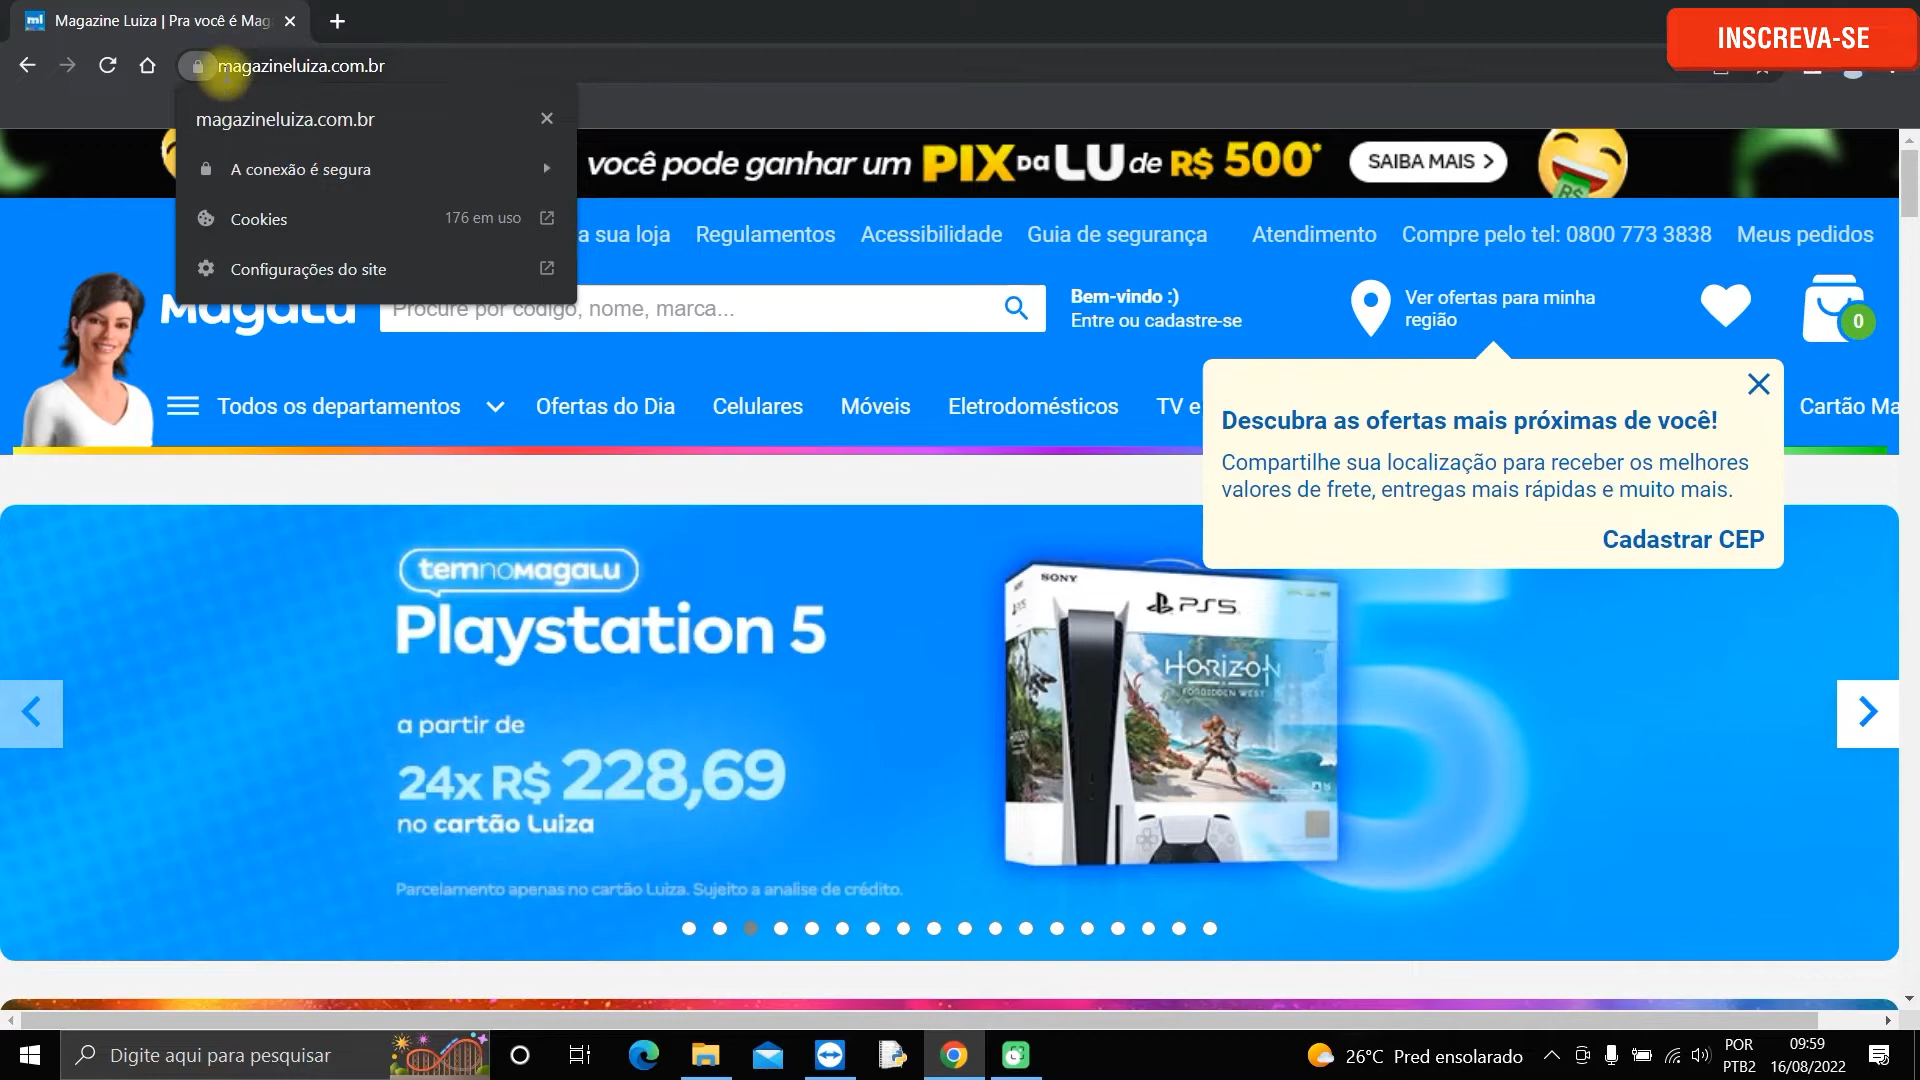 Magazine Luiza | Pra você é Mag
INSCREVA-SE
magazineluiza.com.br
magazineluiza.com.br
A conexão é segura
Cookies
176 em uso
Configurações do site
você pode ganhar um PIX DA LU de R$ 500*
SAIBA MAIS
a sua loja
Regulamentos
Acessibilidade
Guia de segurança
Atendimento
Compre pelo tel: 0800 773 3838
Meus pedidos
Magalu
Procure por código, nome, marca...
Bem-vindo :)
Entre ou cadastre-se
Ver ofertas para minha
região
0
Todos os departamentos
Ofertas do Dia
Celulares
Móveis
Eletrodomésticos
TV e
Cartão Ma
Descubra as ofertas mais próximas de você!
Compartilhe sua localização para receber os melhores
valores de frete, entregas mais rápidas e muito mais.
Cadastrar CEP
temnomagalu
Playstation 5
a partir de
24x R$ 228,69
no cartão Luiza
Parcelamento apenas no cartão Luiza. Sujeito a analise de crédito.
SONY
PS5
HORIZON
FORBIDDEN WEST
5
Digite aqui para pesquisar
26°C Pred ensolarado
POR
PTB2
09:59
16/08/2022